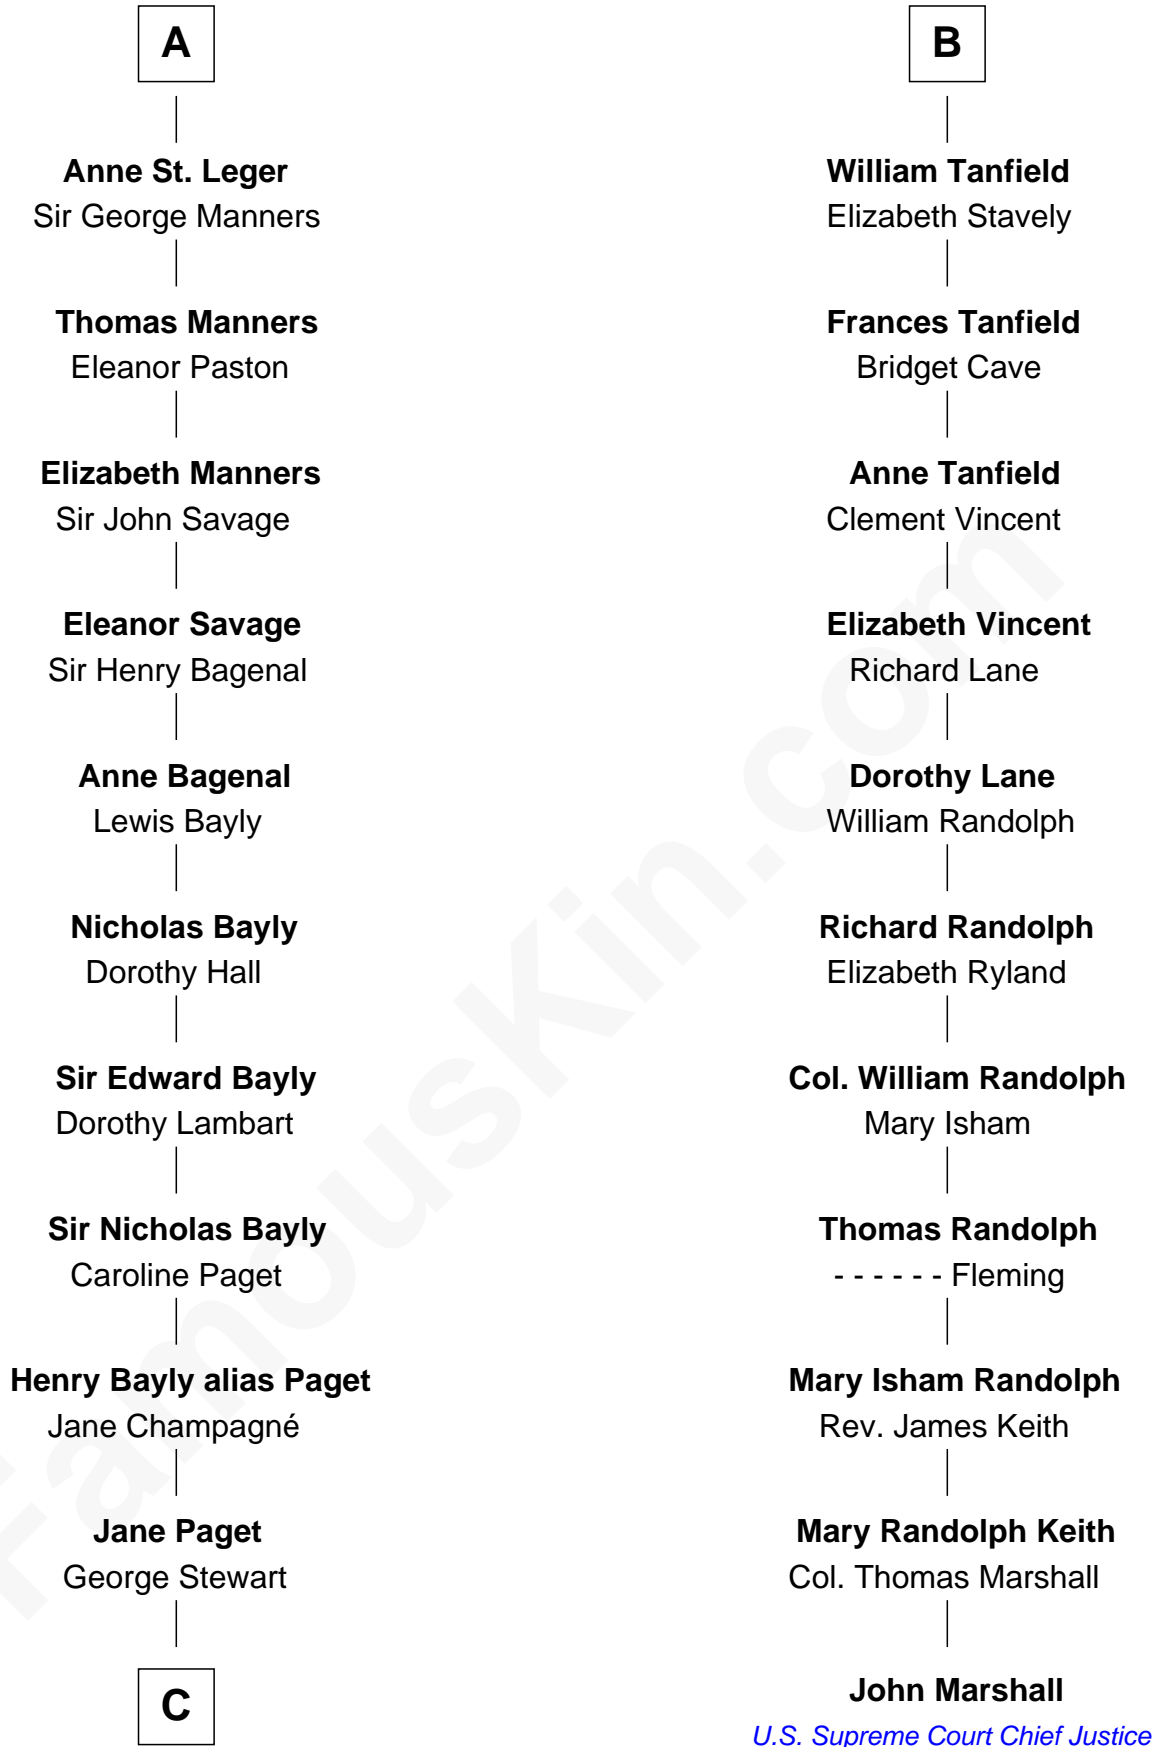 A
Anne St. Leger
Sir George Manners
Thomas Manners
Eleanor Paston
Elizabeth Manners
Sir John Savage
Eleanor Savage
Sir Henry Bagenal
Anne Bagenal
Lewis Bayly
Nicholas Bayly
Dorothy Hall
Sir Edward Bayly
Dorothy Lambart
Sir Nicholas Bayly
Caroline Paget
Henry Bayly alias Paget
Jane Champagné
Jane Paget
George Stewart
C
B
William Tanfield
Elizabeth Stavely
Frances Tanfield
Bridget Cave
Anne Tanfield
Clement Vincent
Elizabeth Vincent
Richard Lane
Dorothy Lane
William Randolph
Richard Randolph
Elizabeth Ryland
Col. William Randolph
Mary Isham
Thomas Randolph
- - - - - - Fleming
Mary Isham Randolph
Rev. James Keith
Mary Randolph Keith
Col. Thomas Marshall
John Marshall
U.S. Supreme Court Chief Justice
FamousKin.com